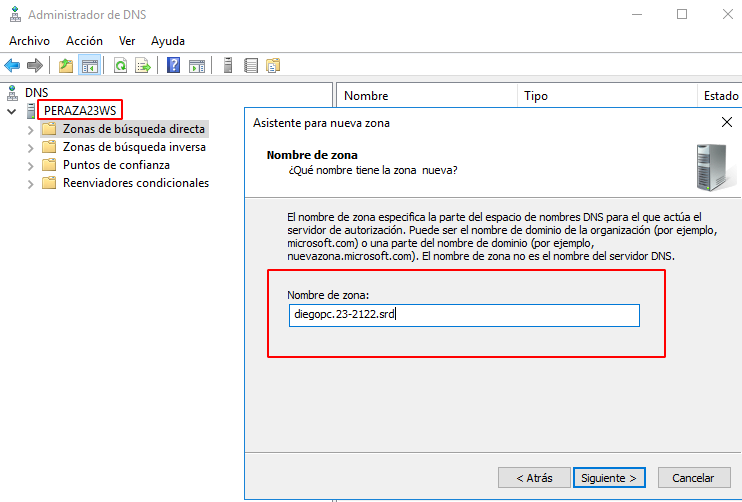 Administrador de DNS
Archivo Acción Ver Ayuda
DNS
PERAZA23WS
Zonas de búsqueda directa
Zonas de búsqueda inversa
Puntos de confianza
Reenviadores condicionales
Nombre Tipo Estado
Asistente para nueva zona
Nombre de zona
¿Qué nombre tiene la zona nueva?
El nombre de zona especifica la parte del espacio de nombres DNS para el que actúa el
servidor de autorización. Puede ser el nombre de dominio de la organización (por ejemplo,
microsoft.com) o una parte del nombre de dominio (por ejemplo,
nuevazona.microsoft.com). El nombre de zona no es el nombre del servidor DNS.
Nombre de zona:
diegopc.23-2122.srd
< Atrás Siguiente > Cancelar